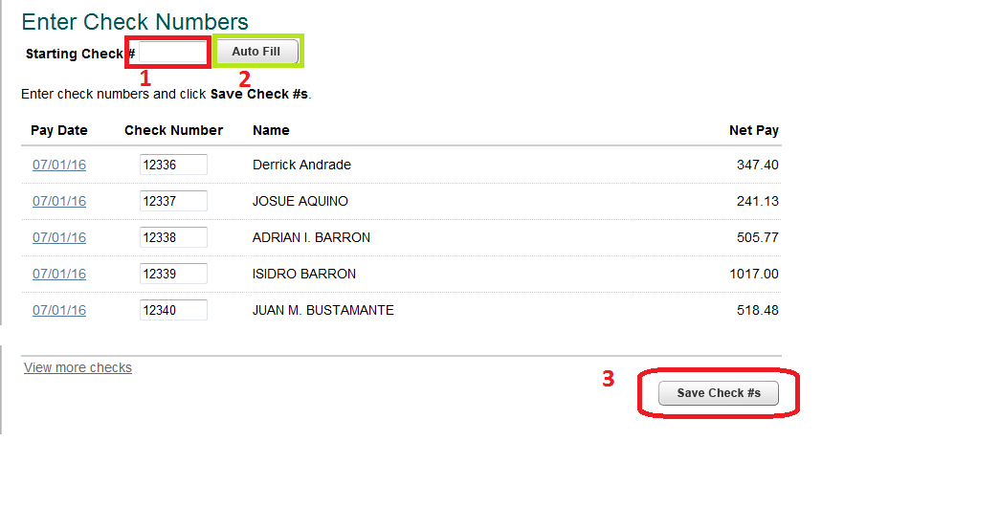 Enter Check Numbers
Starting Check # Auto Fill
1 2
Enter check numbers and click Save Check #s.
Pay Date Check Number Name Net Pay
07/01/16 12336 Derrick Andrade 347.40
07/01/16 12337 JOSUE AQUINO 241.13
07/01/16 12338 ADRIAN I. BARRON 505.77
07/01/16 12339 ISIDRO BARRON 1017.00
07/01/16 12340 JUAN M. BUSTAMANTE 518.48
View more checks
3 Save Check #s